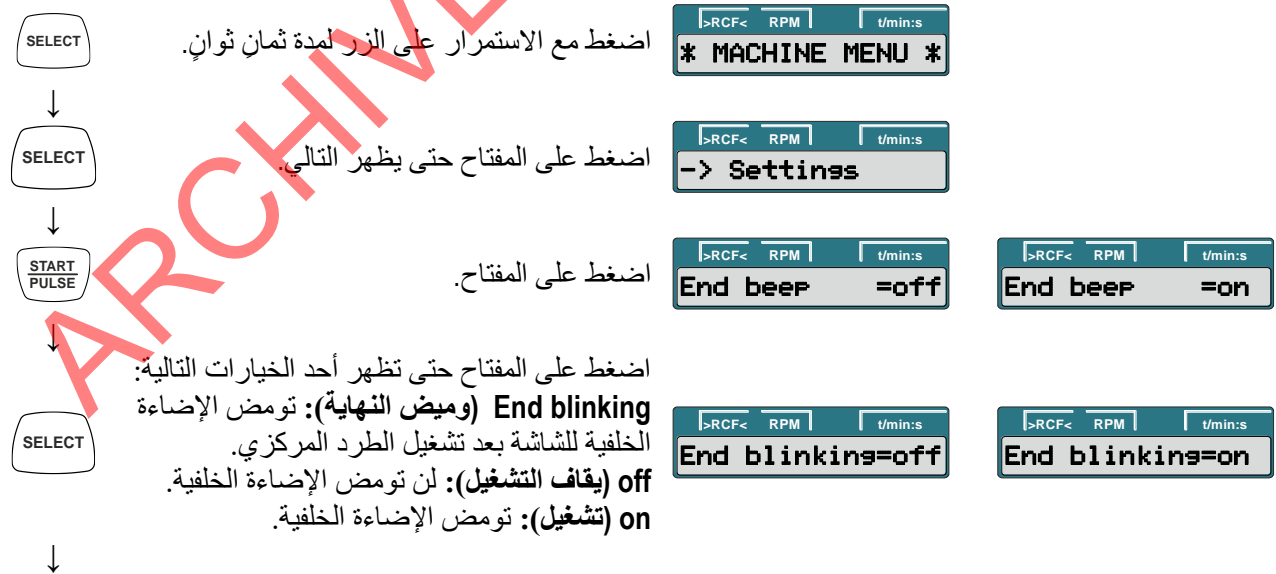 SELECT
اضغط مع الاستمرار على الزر لمدة ثمانِ ثوانٍ.
>RCF< RPM t/min:s
* MACHINE MENU *
↓
SELECT
اضغط على المفتاح حتى يظهر التالي.
>RCF< RPM t/min:s
-> Settings
↓
START
PULSE
اضغط على المفتاح.
>RCF< RPM t/min:s
End beep =off
>RCF< RPM t/min:s
End beep =on
↓
SELECT
اضغط على المفتاح حتى تظهر أحد الخيارات التالية:
End blinking (وميض النهاية): تومض الإضاءة
الخلفية للشاشة بعد تشغيل الطرد المركزي.
off (يقاف التشغيل): لن تومض الإضاءة الخلفية.
on (تشغيل): تومض الإضاءة الخلفية.
>RCF< RPM t/min:s
End blinking=off
>RCF< RPM t/min:s
End blinking=on
↓
ARCHIVE